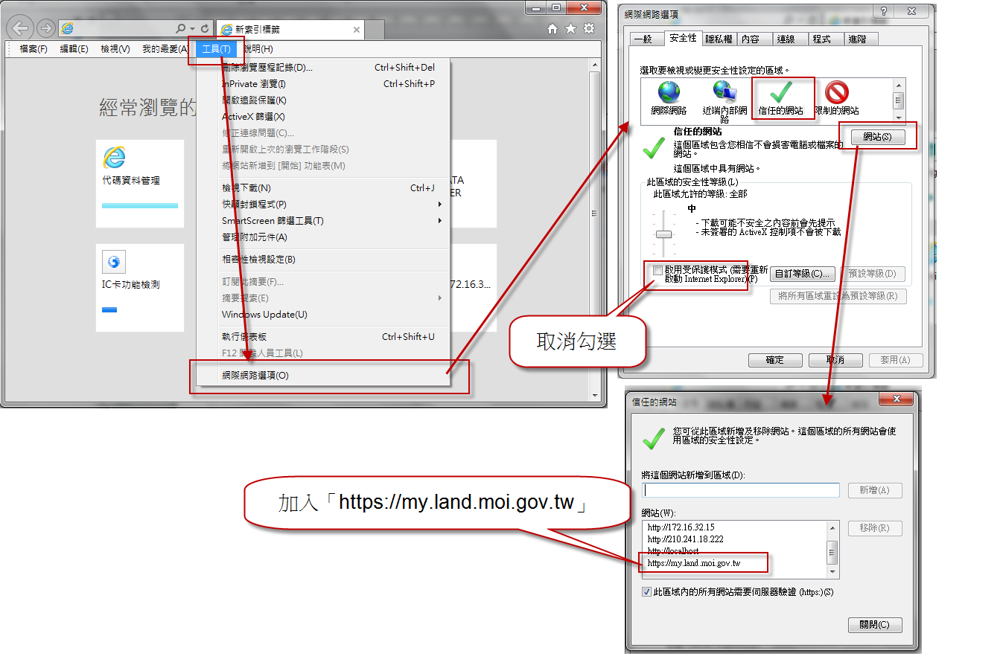 新索引標籤
檔案(F) 編輯(E) 檢視(V) 我的最愛(A) 工具(T) 說明(H)
經常瀏覽的
代碼資料管理
IC卡功能檢測
刪除瀏覽歷程記錄(D)... Ctrl+Shift+Del
InPrivate 瀏覽(I) Ctrl+Shift+P
開啟追蹤保護(K)
ActiveX 篩選(X)
修正連線問題(C)...
重新開啟上次的瀏覽工作階段(S)
將網站新增到 [開始] 功能表(M)
檢視下載(N) Ctrl+J
快顯封鎖程式(P)
SmartScreen 篩選工具(T)
管理附加元件(A)
相容性檢視設定(B)
訂閱此摘要(F)...
摘要搜索(E)
Windows Update(U)
執行儀表板 Ctrl+Shift+U
F12 開發人員工具(L)
網際網路選項(O)
ATA
ER
72.16.3...
網際網路選項
一般 安全性 隱私權 內容 連線 程式 進階
選取要檢視或變更安全性設定的區域。
網際網路
近端內部網路
信任的網站
限制的網站
信任的網站
網站(S)
這個區域包含您相信不會損害電腦或檔案的
網站。
這個區域中具有網站。
此區域的安全性等級(L)
此區域允許的等級: 全部
中
- 下載可能不安全之內容前會先提示
- 未簽署的 ActiveX 控制項不會被下載
啟用受保護模式 (需要重新
啟動 Internet Explorer)(P)
自訂等級(C)... 預設等級(D)
將所有區域重設為預設等級(R)
確定 取消 套用(A)
取消勾選
信任的網站
您可從此區域新增及移除網站。這個區域的所有網站會使
用區域的安全性設定。
將這個網站新增到區域(D):
新增(A)
網站(W):
http://172.16.32.15
http://210.241.18.222
http://localhost
https://my.land.moi.gov.tw
移除(R)
此區域內的所有網站需要伺服器驗證 (https:)(S)
關閉(C)
加入「https://my.land.moi.gov.tw」